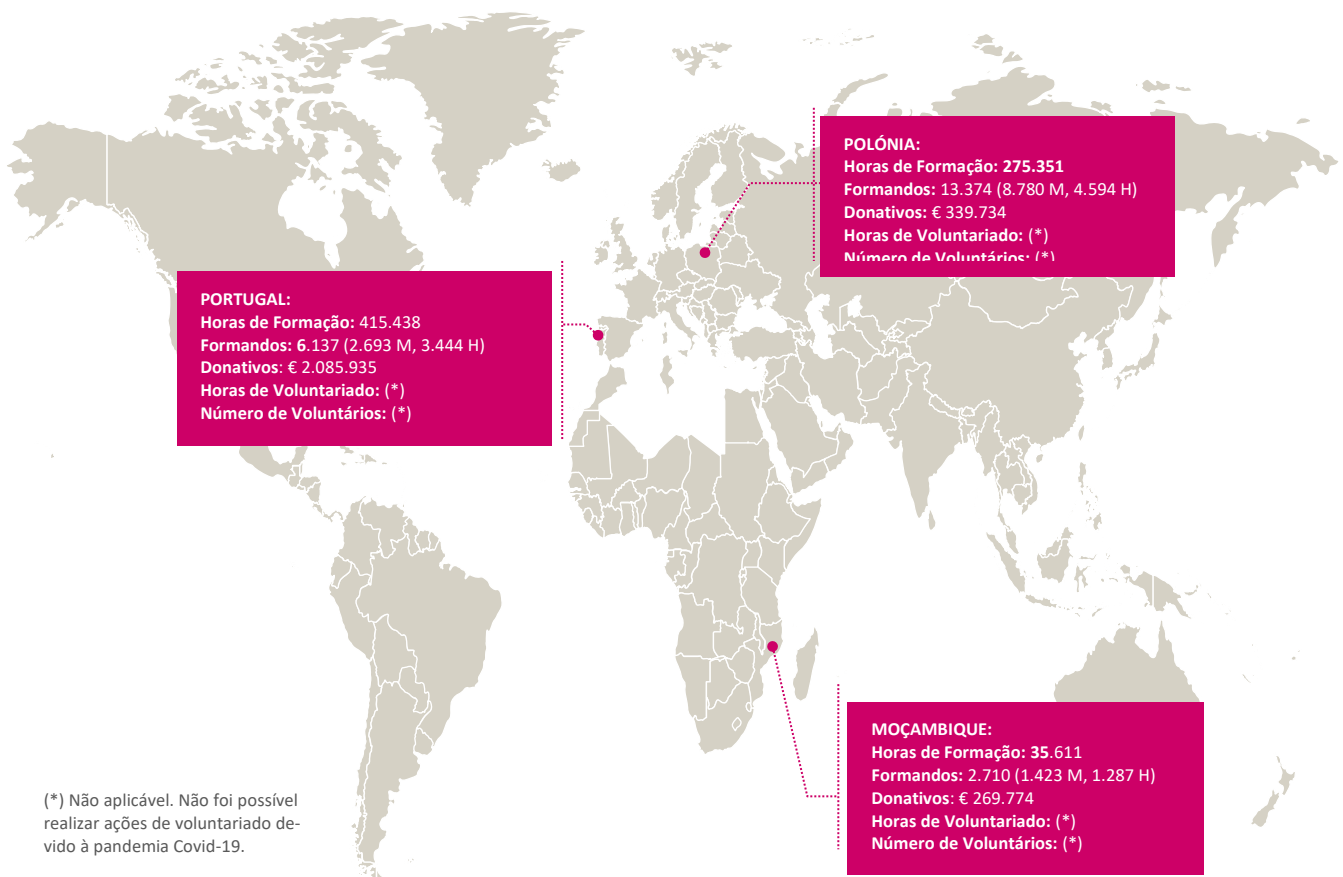 POLÓNIA:
Horas de Formação: 275.351
Formandos: 13.374 (8.780 M, 4.594 H)
Donativos: € 339.734
Horas de Voluntariado: (*)
Número de Voluntários: (*)
PORTUGAL:
Horas de Formação: 415.438
Formandos: 6.137 (2.693 M, 3.444 H)
Donativos: € 2.085.935
Horas de Voluntariado: (*)
Número de Voluntários: (*)
MOÇAMBIQUE:
Horas de Formação: 35.611
Formandos: 2.710 (1.423 M, 1.287 H)
Donativos: € 269.774
Horas de Voluntariado: (*)
Número de Voluntários: (*)
(*) Não aplicável. Não foi possível
realizar ações de voluntariado de-
vido à pandemia Covid-19.